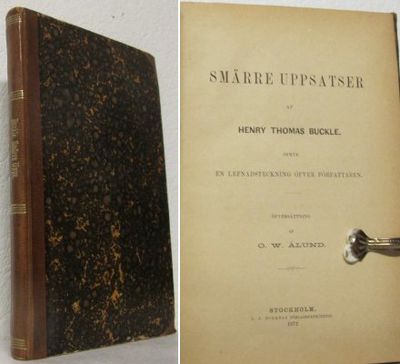 SMÄRRE UPPSATSER
AF
HENRY THOMAS BUCKLE.
JEMTE
EN LEFNADSTECKNING ÖFVER FÖRFATTAREN.
ÖFVERSÄTTNING
AF
O. W. ÅLUND.
STOCKHOLM,
1872